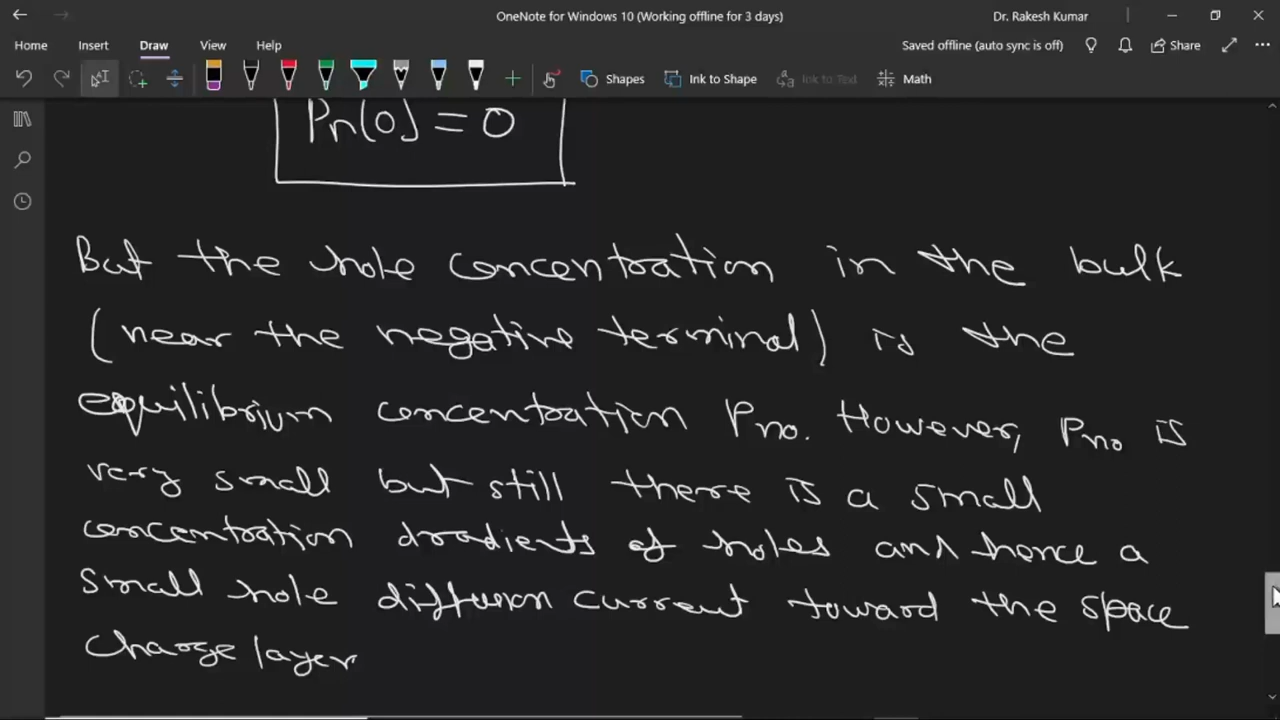 OneNote for Windows 10 (Working offline for 3 days)
Dr. Rakesh Kumar
Home Insert Draw View Help
Saved offline (auto sync is off)
Share
Shapes
Ink to Shape
Ink to Text
Math
Pn(0) = 0
But the hole concentration in the bulk
(near the negative terminal) is the
equilibrium concentration Pno. However, Pno is
very small but still there is a small
concentration dradients of holes and hence a
small hole diffusion current toward the space
charge layer